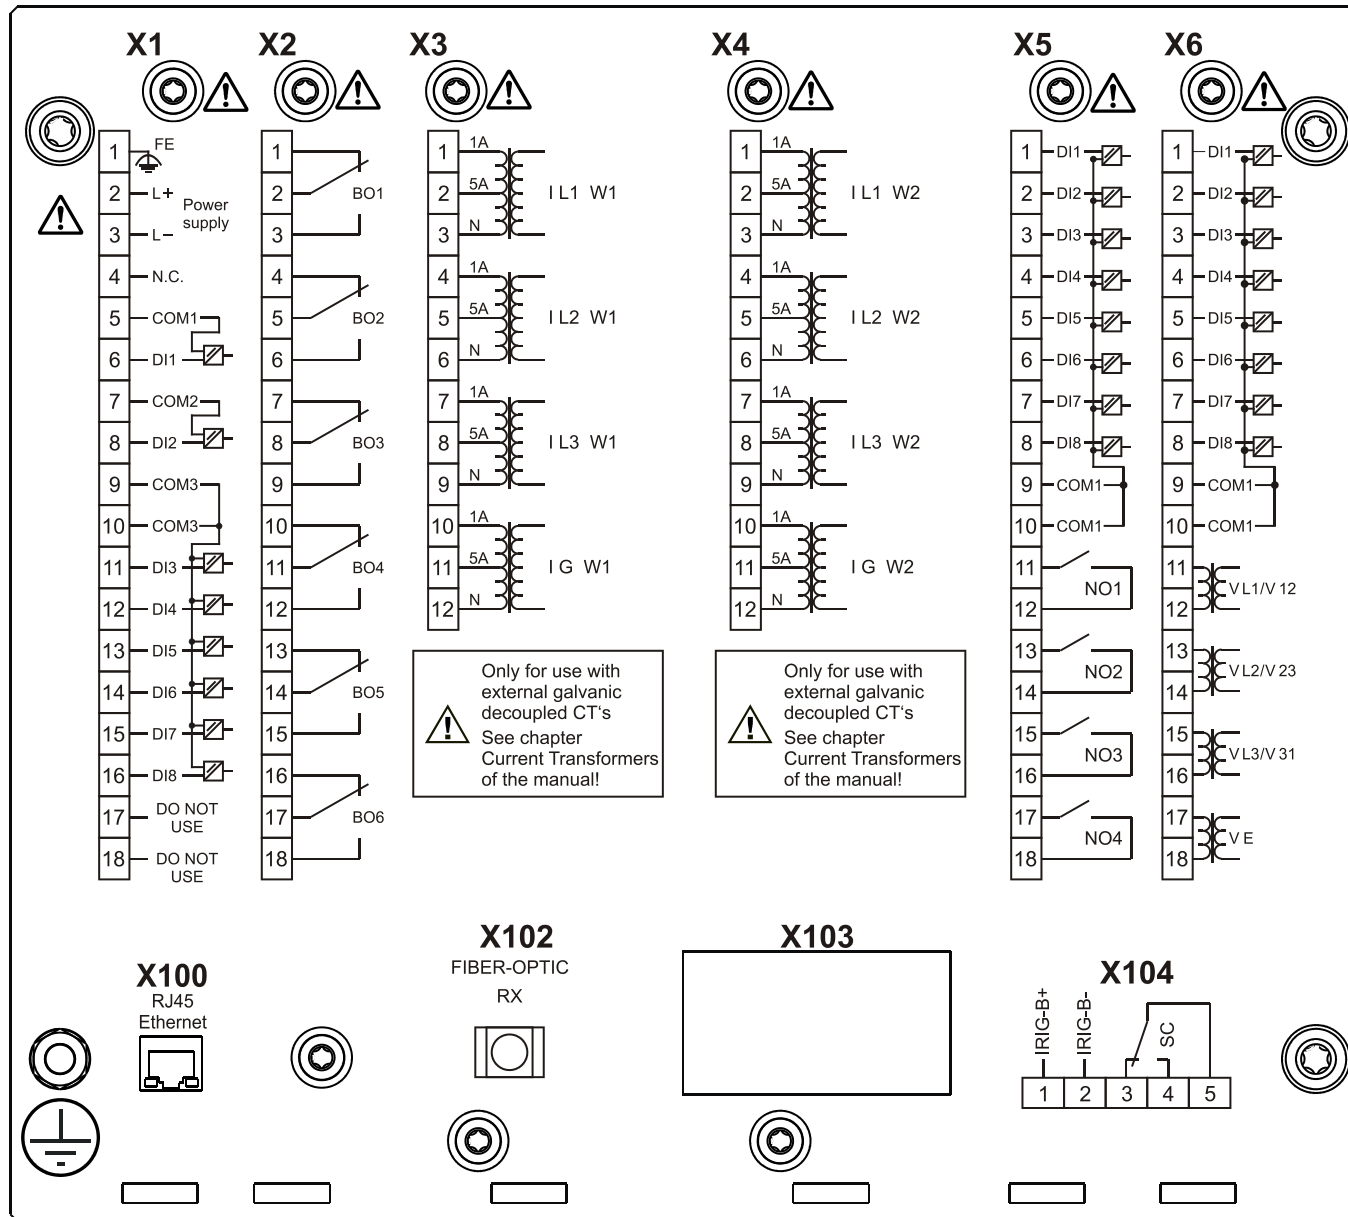 X1
1
FE
2
L+
Power
supply
3
L–
4
N.C.
5
COM1
6
DI1
7
COM2
8
DI2
9
COM3
10
COM3
11
DI3
12
DI4
13
DI5
14
DI6
15
DI7
16
DI8
17
DO NOT
USE
18
DO NOT
USE
X2
1
2
BO1
3
4
5
BO2
6
7
8
BO3
9
10
11
BO4
12
13
14
BO5
15
16
17
BO6
18
X3
1
1A
2
5A
I L1 W1
3
N
4
1A
5
5A
I L2 W1
6
N
7
1A
8
5A
I L3 W1
9
N
10
1A
11
5A
I G W1
12
N
Only for use with
external galvanic
decoupled CT‘s
See chapter
Current Transformers
of the manual!
X4
1
1A
2
5A
I L1 W2
3
N
4
1A
5
5A
I L2 W2
6
N
7
1A
8
5A
I L3 W2
9
N
10
1A
11
5A
I G W2
12
N
Only for use with
external galvanic
decoupled CT‘s
See chapter
Current Transformers
of the manual!
X5
1
DI1
2
DI2
3
DI3
4
DI4
5
DI5
6
DI6
7
DI7
8
DI8
9
COM1
10
COM1
11
NO1
12
13
NO2
14
15
NO3
16
17
NO4
18
X6
1
DI1
2
DI2
3
DI3
4
DI4
5
DI5
6
DI6
7
DI7
8
DI8
9
COM1
10
COM1
11
V L1/V 12
12
13
V L2/V 23
14
15
V L3/V 31
16
17
V E
18
X100
RJ45
Ethernet
X102
FIBER-OPTIC
RX
X103
X104
IRIG-B+
IRIG-B-
SC
1 2 3 4 5